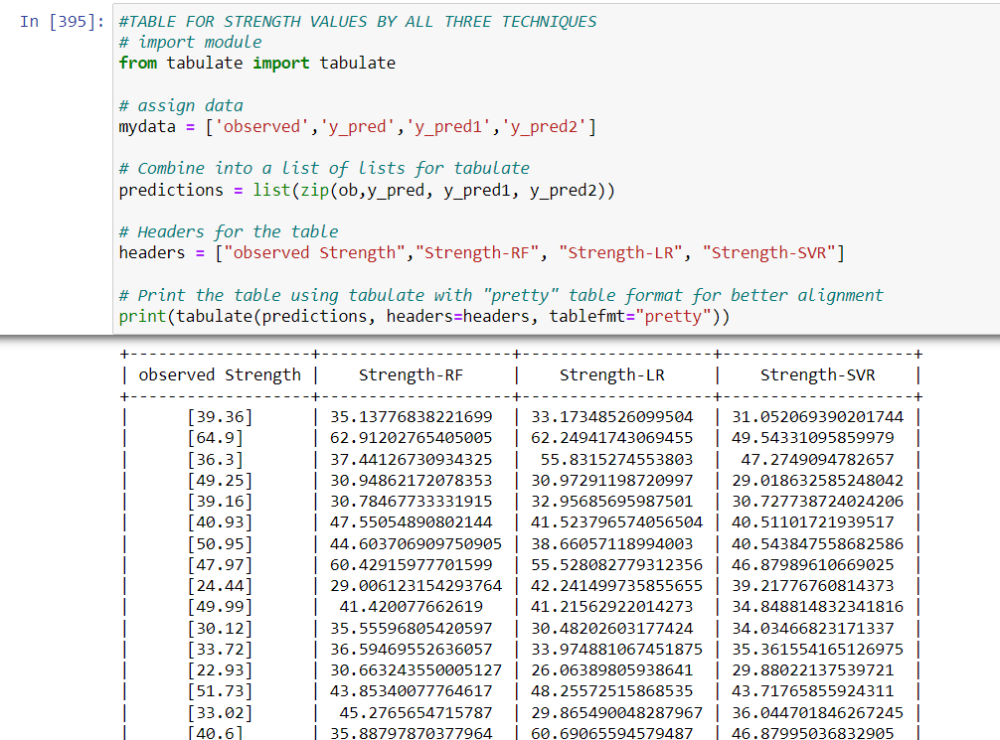 In [395]: #TABLE FOR STRENGTH VALUES BY ALL THREE TECHNIQUES
# import module
from tabulate import tabulate
# assign data
mydata = ['observed','y_pred','y_pred1','y_pred2']
# Combine into a list of lists for tabulate
predictions = list(zip(ob,y_pred, y_pred1, y_pred2))
# Headers for the table
headers = ["observed Strength","Strength-RF", "Strength-LR", "Strength-SVR"]
# Print the table using tabulate with "pretty" table format for better alignment
print(tabulate(predictions, headers=headers, tablefmt="pretty"))
+-------------------+--------------------+--------------------+--------------------+
| observed Strength |    Strength-RF     |    Strength-LR     |    Strength-SVR    |
+-------------------+--------------------+--------------------+--------------------+
|      [39.36]      | 35.13776838221699  | 33.17348526099504  | 31.052069390201744 |
|      [64.9]       | 62.91202765405005  | 62.24941743069455  | 49.54331095859979  |
|      [36.3]       | 37.44126730934325  |  55.8315274553803  |  47.2749094782657  |
|      [49.25]      | 30.94862172078353  | 30.97291198720997  | 29.018632585248042 |
|      [39.16]      | 30.78467733331915  | 32.95685695987501  | 30.727738724024206 |
|      [40.93]      | 47.55054890802144  | 41.523796574056504 | 40.51101721939517  |
|      [50.95]      | 44.603706909750905 | 38.66057118994003  | 40.543847558682586 |
|      [47.97]      | 60.42915977701599  | 55.528082779312356 | 46.87989610669025  |
|      [24.44]      | 29.006123154293764 | 42.241499735855655 | 39.21776760814373  |
|      [49.99]      |  41.420077662619   | 41.21562922014273  | 34.848814832341816 |
|      [30.12]      | 35.55596805420597  | 30.48202603177424  | 34.03466823171337  |
|      [33.72]      | 36.59469552636057  | 33.974881067451875 | 35.361554165126975 |
|      [22.93]      | 30.663243550005127 | 26.06389805938641  | 29.88022137539721  |
|      [51.73]      | 43.85340077764617  | 48.25572515868535  | 43.71765855924311  |
|      [33.02]      |  45.2765654715787  | 29.865490048287967 | 36.044701846267245 |
|      [40.6]       | 35.88797870377964  | 60.69065594579487  | 46.87995036832905  |